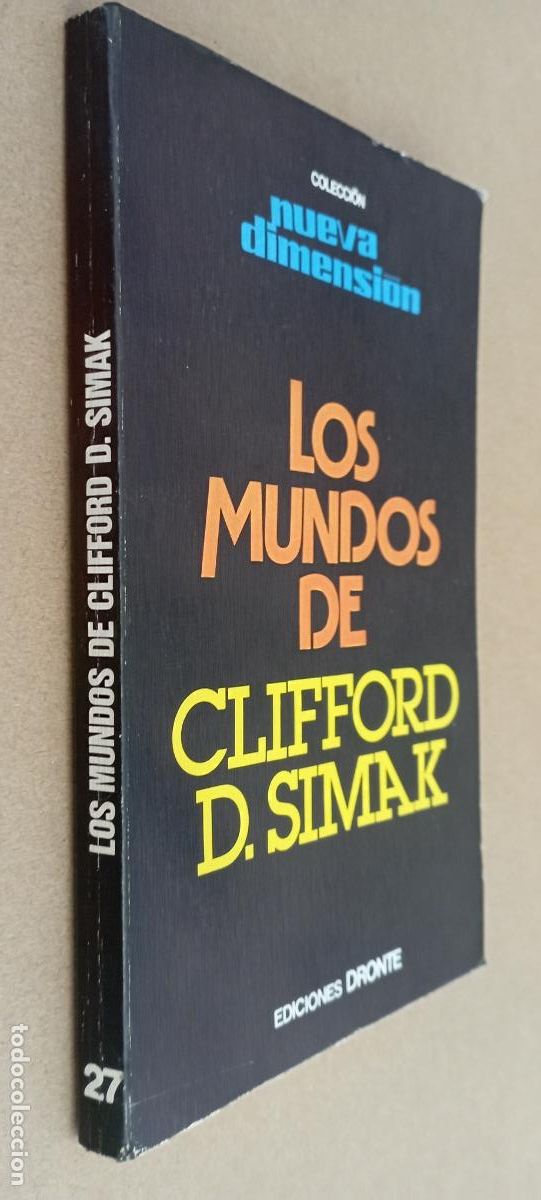 COLECCIÓN
nueva
dimensión
LOS
MUNDOS
DE
CLIFFORD
D. SIMAK
EDICIONES DRONTE
LOS MUNDOS DE CLIFFORD D. SIMAK
27
todocoleccion